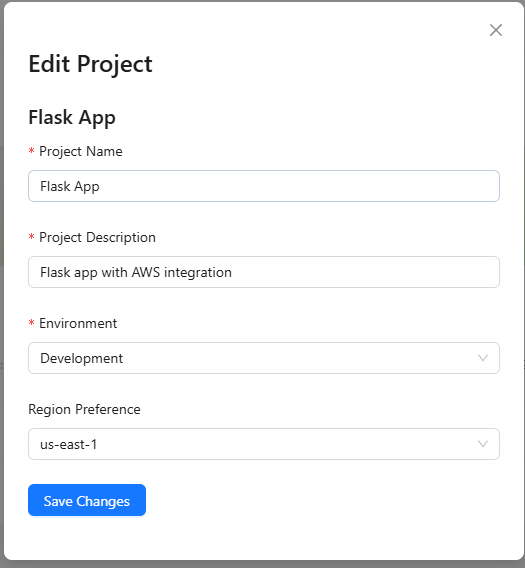 Edit Project
Flask App
* Project Name
Flask App
* Project Description
Flask app with AWS integration
* Environment
Development
Region Preference
us-east-1
Save Changes